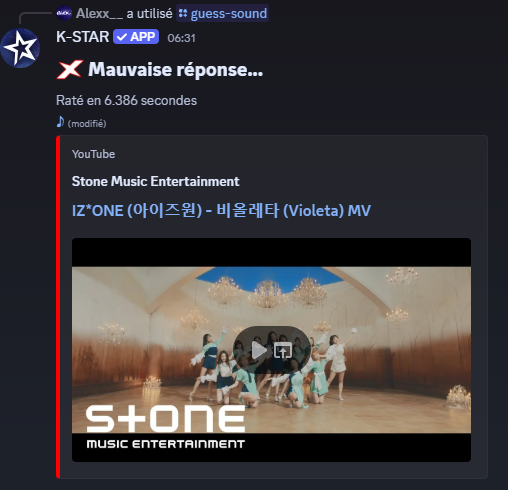 Alexx__ a utilisé guess-sound
K-STAR ✓ APP 06:31
❌ Mauvaise réponse...
Raté en 6.386 secondes
♪ (modifié)
YouTube
Stone Music Entertainment
IZ*ONE (아이즈원) - 비올레타 (Violeta) MV
STONE
MUSIC ENTERTAINMENT